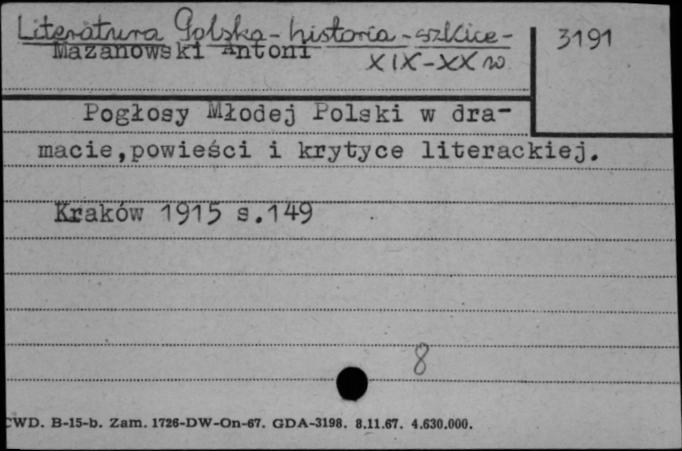 Literatura Polska - historia - szkice -
3191
Mazanowski Antoni
XIX-XX w
Pogłosy Młodej Polski w dra-
macie,powieści i krytyce literackiej.
Kraków 1915 s.149
8
CWD. B-15-b. Zam. 1726-DW-On-67. GDA-3198. 8.11.67. 4.630.000.